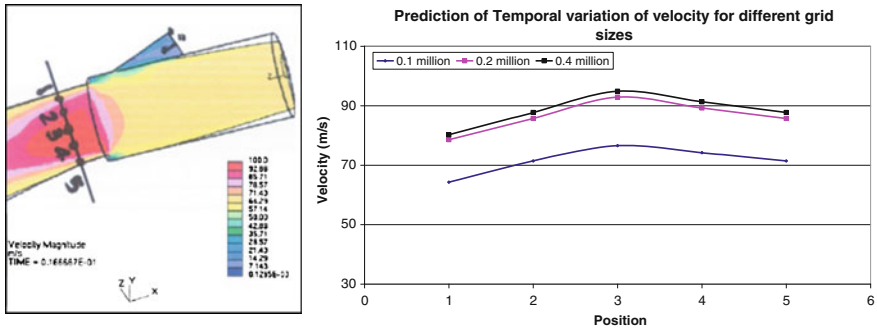 1
2
3
4
5
100.0
92.86
85.71
78.57
71.43
64.29
57.14
50.00
42.86
35.71
28.57
21.43
14.29
7.143
Velocity Magnitude
m/s
TIME = 0.166667E-01
Z Y
X
Prediction of Temporal variation of velocity for different grid
sizes
0.1 million 0.2 million 0.4 million
Velocity (m/s)
110
90
70
50
30
0 1 2 3 4 5 6
Position